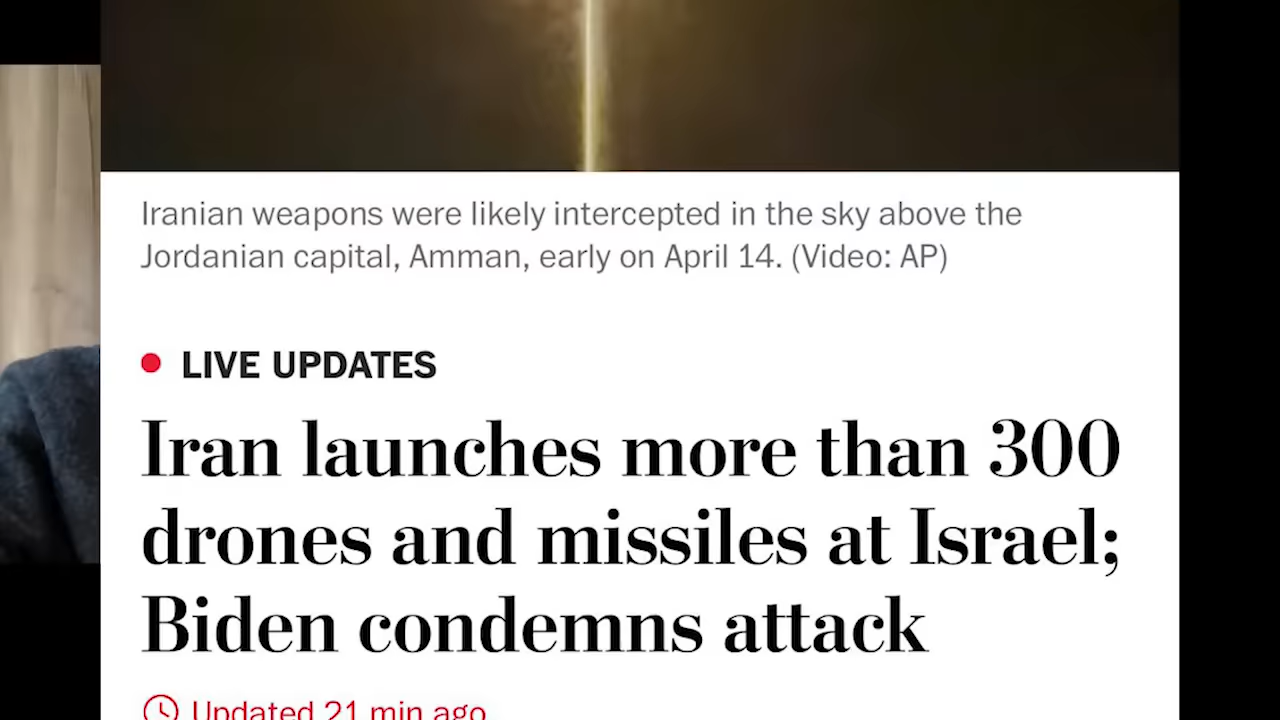 Iranian weapons were likely intercepted in the sky above the
Jordanian capital, Amman, early on April 14. (Video: AP)
LIVE UPDATES
Iran launches more than 300
drones and missiles at Israel;
Biden condemns attack
Updated 21 min ago